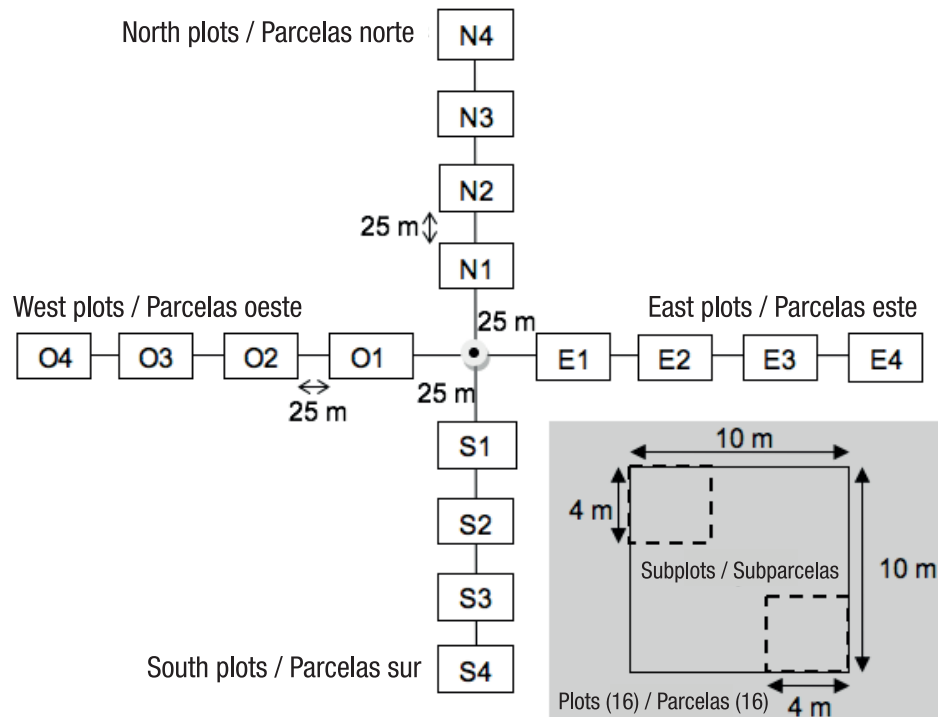 North plots / Parcelas norte
N4
N3
N2
25 m
N1
West plots / Parcelas oeste
East plots / Parcelas este
25 m
O4 O3 O2 O1 E1 E2 E3 E4
25 m
25 m
S1
S2
S3
South plots / Parcelas sur
S4
10 m
4 m
Subplots / Subparcelas
10 m
Plots (16) / Parcelas (16)
4 m